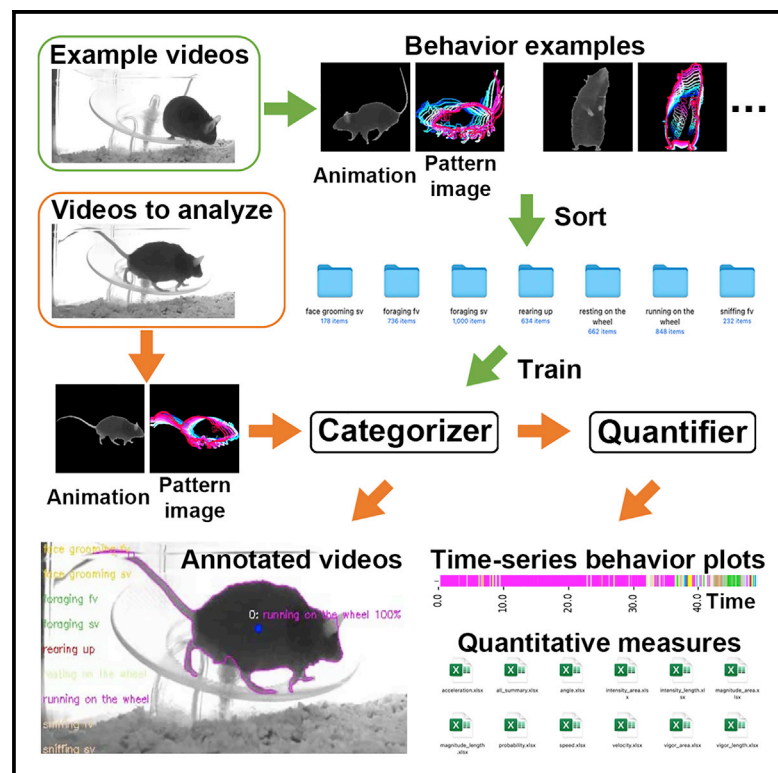 Example videos
Behavior examples
...
Animation
Pattern
image
Videos to analyze
Sort
face grooming sv
178 items
foraging fv
736 items
foraging sv
1,000 items
rearing up
634 items
resting on the
wheel
662 items
running on the
wheel
848 items
sniffing fv
232 items
Train
Categorizer
Quantifier
Animation
Pattern
image
Annotated videos
face grooming fv
face grooming sv
foraging fv
foraging sv
rearing up
resting on the wheel
running on the wheel
sniffing fv
sniffing sv
0: running on the wheel 100%
Time-series behavior plots
0.0
10.0
20.0
30.0
40.0
Time
Quantitative measures
acceleration.xlsx
all_summary.xlsx
angle.xlsx
intensity_area.xls
x
intensity_length.xl
sx
magnitude_area.x
lsx
magnitude_length
.xlsx
probability.xlsx
speed.xlsx
velocity.xlsx
vigor_area.xlsx
vigor_length.xlsx